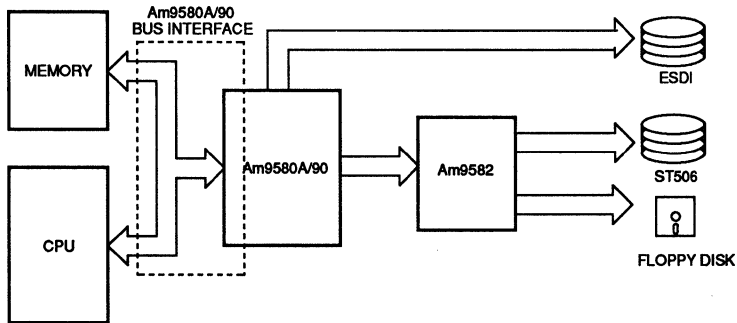 Am9580A/90
BUS INTERFACE
MEMORY
ESDI
Am9580A/90
Am9582
ST506
CPU
FLOPPY DISK